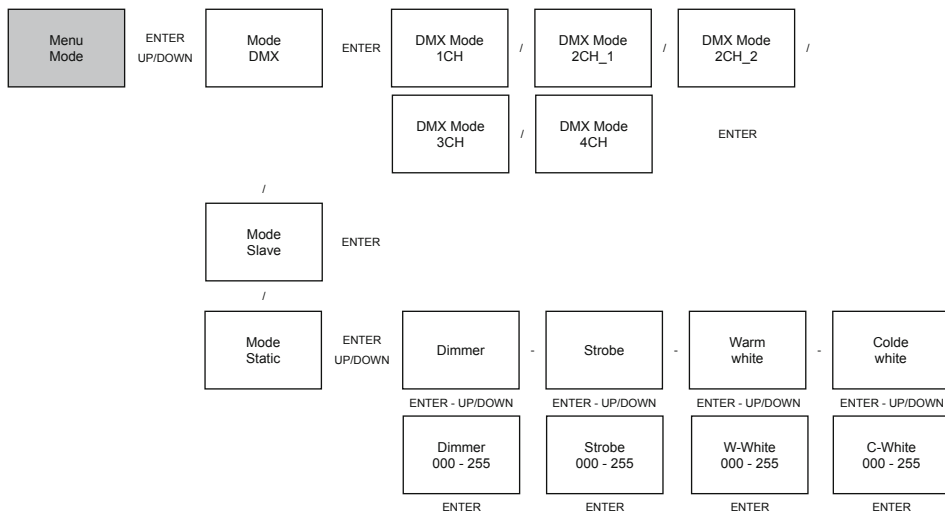 Menu
Mode
ENTER
UP/DOWN
Mode
DMX
ENTER
DMX Mode
1CH
/
DMX Mode
2CH_1
/
DMX Mode
2CH_2
/
DMX Mode
3CH
/
DMX Mode
4CH
ENTER
/
Mode
Slave
ENTER
/
Mode
Static
ENTER
UP/DOWN
Dimmer
-
Strobe
-
Warm
white
-
Colde
white
ENTER - UP/DOWN
ENTER - UP/DOWN
ENTER - UP/DOWN
ENTER - UP/DOWN
Dimmer
000 - 255
Strobe
000 - 255
W-White
000 - 255
C-White
000 - 255
ENTER
ENTER
ENTER
ENTER